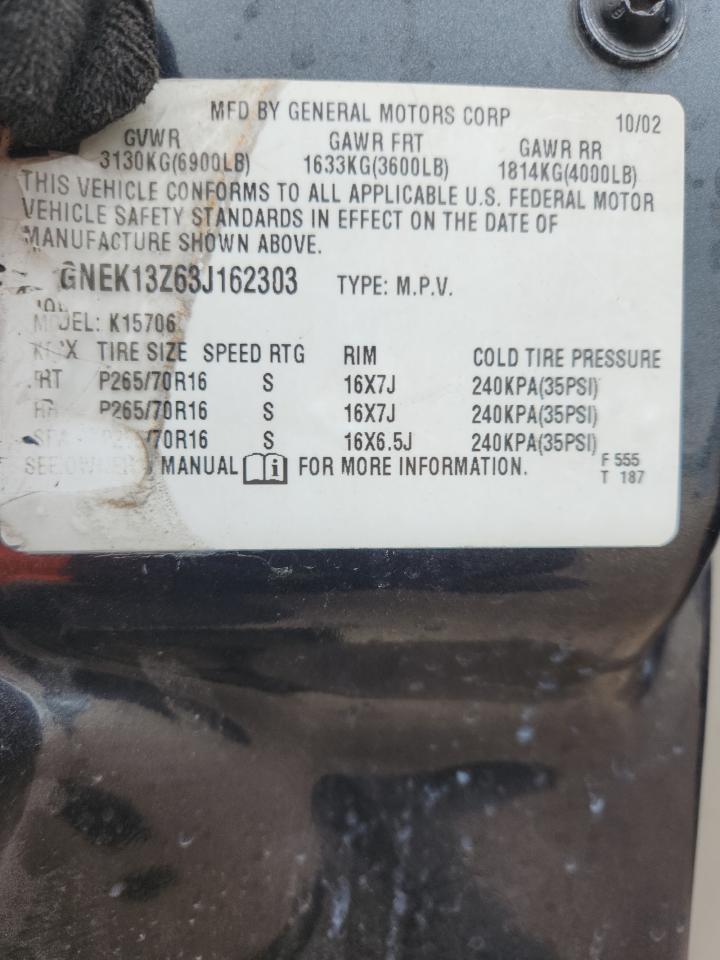 MFD BY GENERAL MOTORS CORP 10/02
GVWR GAWR FRT GAWR RR
3130KG(6900LB) 1633KG(3600LB) 1814KG(4000LB)
THIS VEHICLE CONFORMS TO ALL APPLICABLE U.S. FEDERAL MOTOR
VEHICLE SAFETY STANDARDS IN EFFECT ON THE DATE OF
MANUFACTURE SHOWN ABOVE.
GNEK13Z63J162303 TYPE: M.P.V.
MODEL: K15706
TIRE SIZE SPEED RTG RIM COLD TIRE PRESSURE
FRT P265/70R16 S 16X7J 240KPA(35PSI)
RR P265/70R16 S 16X7J 240KPA(35PSI)
/70R16 S 16X6.5J 240KPA(35PSI)
SEE OWNER'S MANUAL FOR MORE INFORMATION.
F 555
T 187